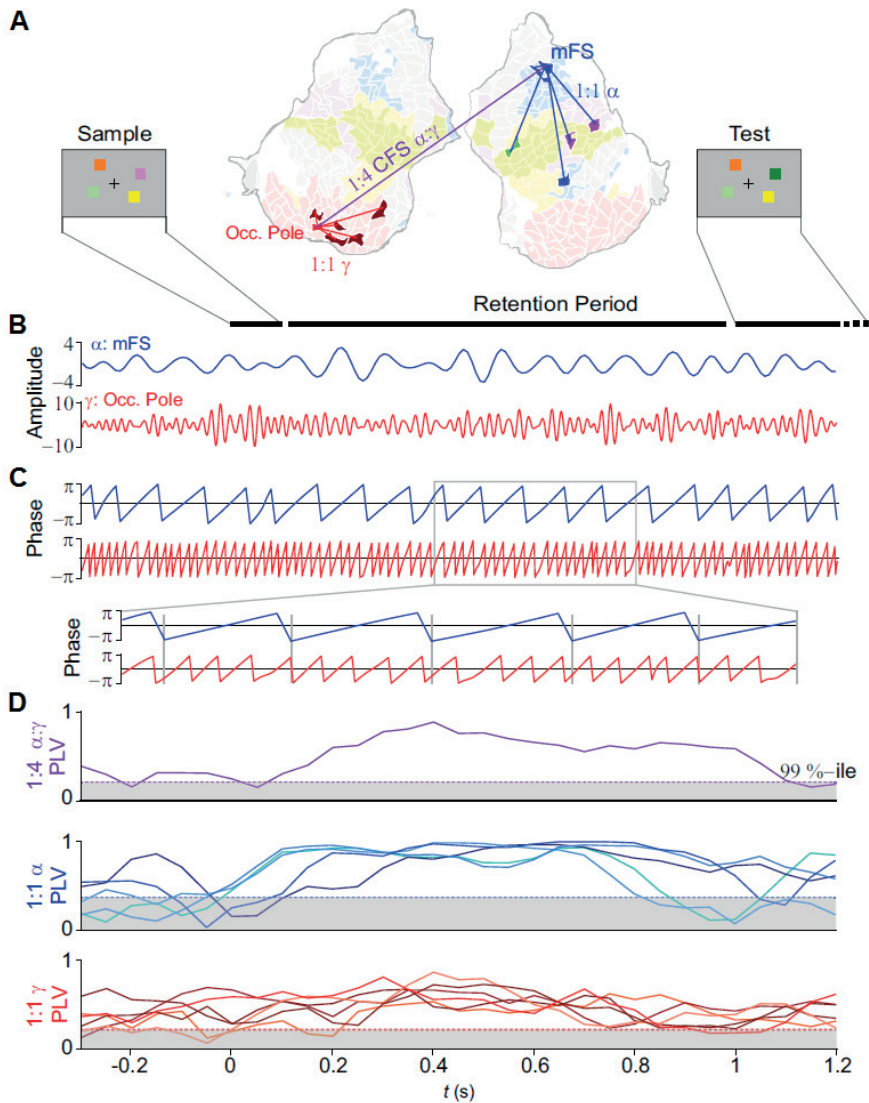 A
Sample
Test
mFS
1:1 α
1:4 CFS α:γ
Occ. Pole
1:1 γ
Retention Period
B
Amplitude
4
−4
α: mFS
10
−10
γ: Occ. Pole
C
Phase
π
−π
π
−π
Phase
π
−π
π
−π
D
1:4 α:γ
PLV
1
0
99 %−ile
1:1 α
PLV
1
0
1:1 γ
PLV
1
0
-0.2 0 0.2 0.4 0.6 0.8 1 1.2
t (s)